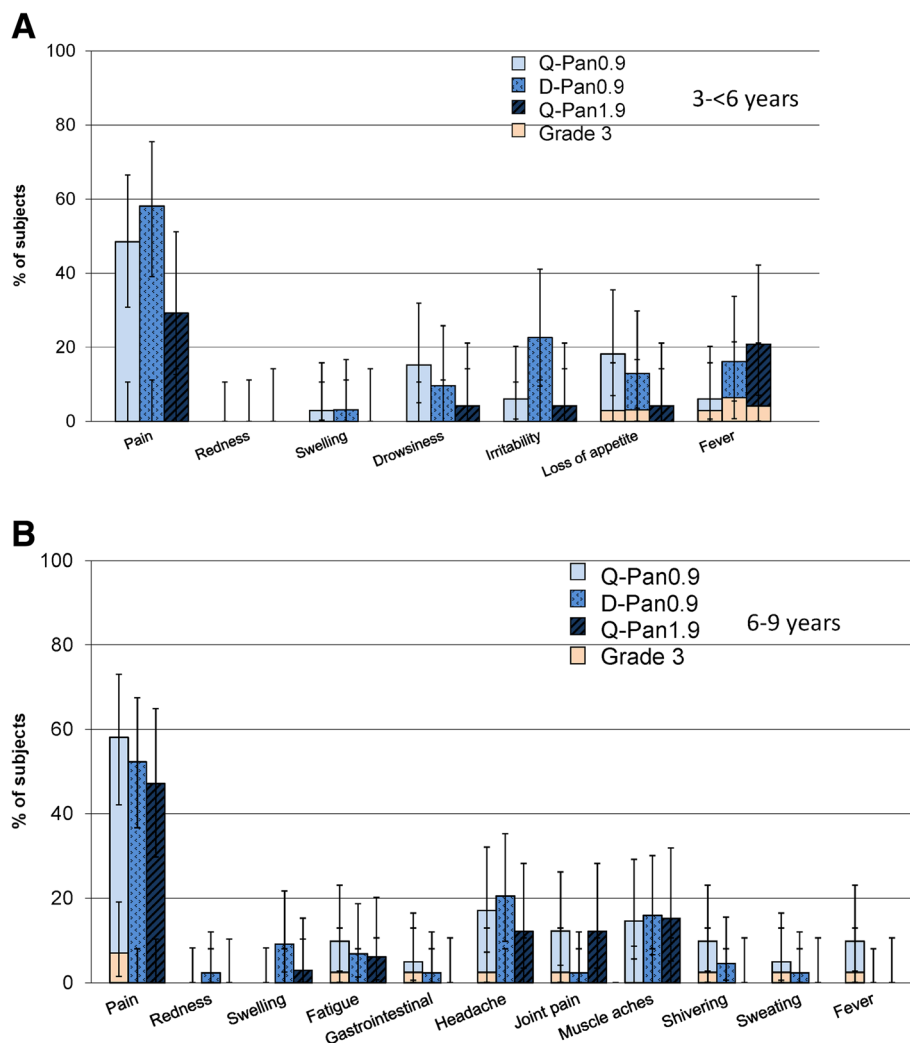 A
100
80
60
40
20
0
% of subjects
Q-Pan0.9
D-Pan0.9
Q-Pan1.9
Grade 3
3-<6 years
Pain
Redness
Swelling
Drowsiness
Irritability
Loss of appetite
Fever
B
100
80
60
40
20
0
% of subjects
Q-Pan0.9
D-Pan0.9
Q-Pan1.9
Grade 3
6-9 years
Pain
Redness
Swelling
Fatigue
Gastrointestinal
Headache
Joint pain
Muscle aches
Shivering
Sweating
Fever